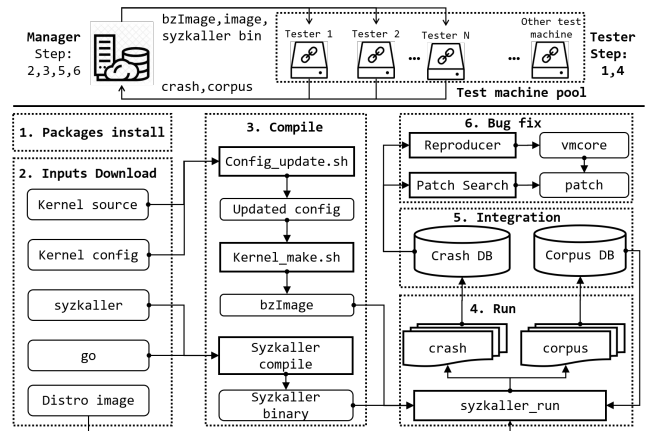 Manager
Step:
2,3,5,6
bzImage,image,
syzkaller bin
crash,corpus
Tester 1
Tester 2
Tester N
...
...
Other test
machine
Test machine pool
Tester
Step:
1,4
1. Packages install
2. Inputs Download
Kernel source
Kernel config
syzkaller
go
Distro image
3. Compile
Config_update.sh
Updated config
Kernel_make.sh
bzImage
Syzkaller
compile
Syzkaller
binary
6. Bug fix
Reproducer
vmcore
Patch Search
patch
5. Integration
Crash DB
Corpus DB
4. Run
crash
corpus
syzkaller_run